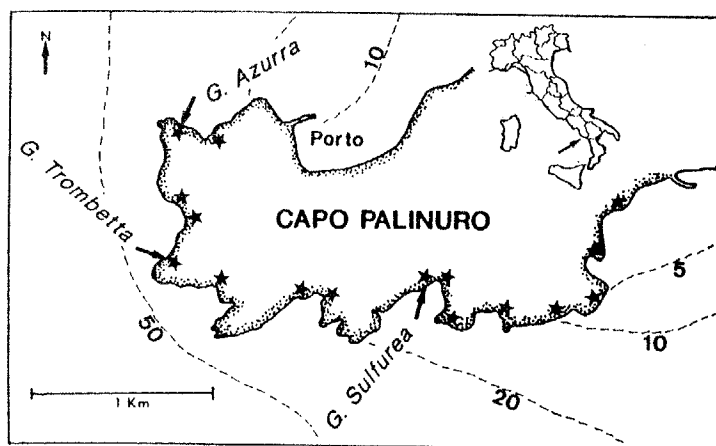 N
G. Azurra
10
Porto
G. Trombetta
CAPO PALINURO
5
50
10
G. Sulfurea
20
1 Km